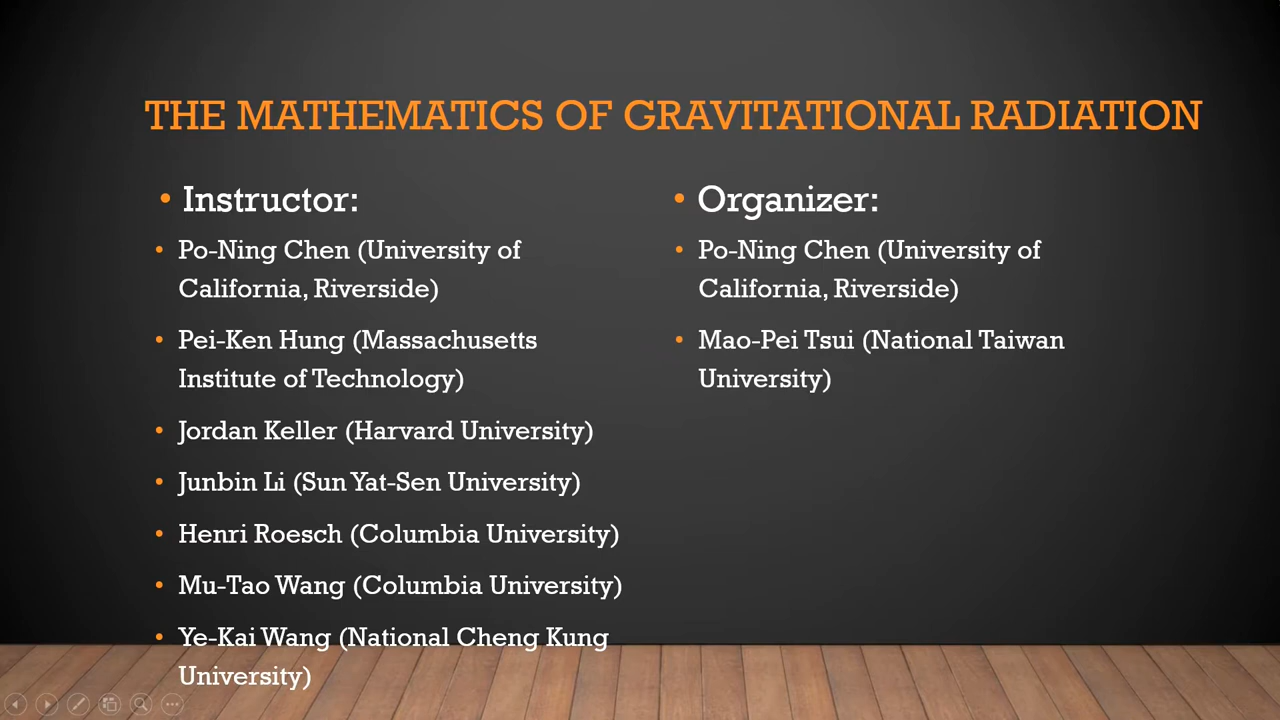 THE MATHEMATICS OF GRAVITATIONAL RADIATION
• Instructor:
• Po-Ning Chen (University of
California, Riverside)
• Pei-Ken Hung (Massachusetts
Institute of Technology)
• Jordan Keller (Harvard University)
• Junbin Li (Sun Yat-Sen University)
• Henri Roesch (Columbia University)
• Mu-Tao Wang (Columbia University)
• Ye-Kai Wang (National Cheng Kung
University)
• Organizer:
• Po-Ning Chen (University of
California, Riverside)
• Mao-Pei Tsui (National Taiwan
University)